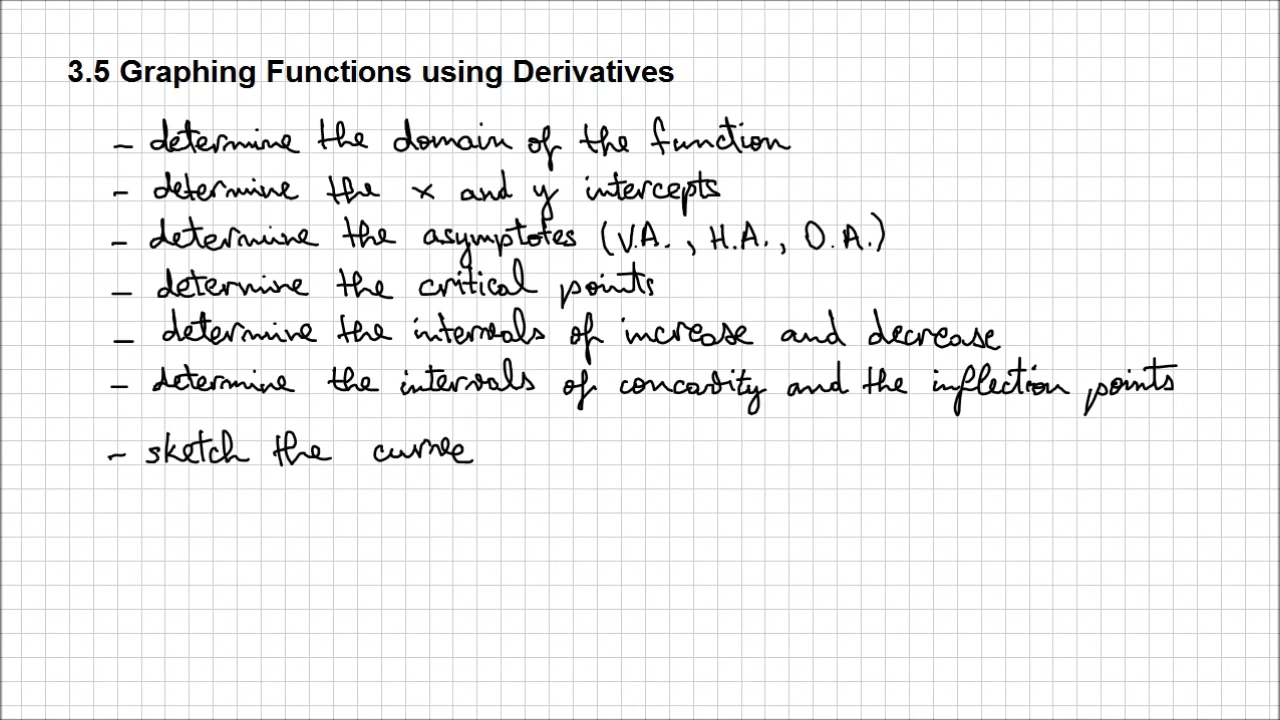 3.5 Graphing Functions using Derivatives
- determine the domain of the function
- determine the x and y intercepts
- determine the asymptotes (V.A., H.A., O.A.)
- determine the critical points
- determine the intervals of increase and decrease
- determine the intervals of concavity and the inflection points
- sketch the curve